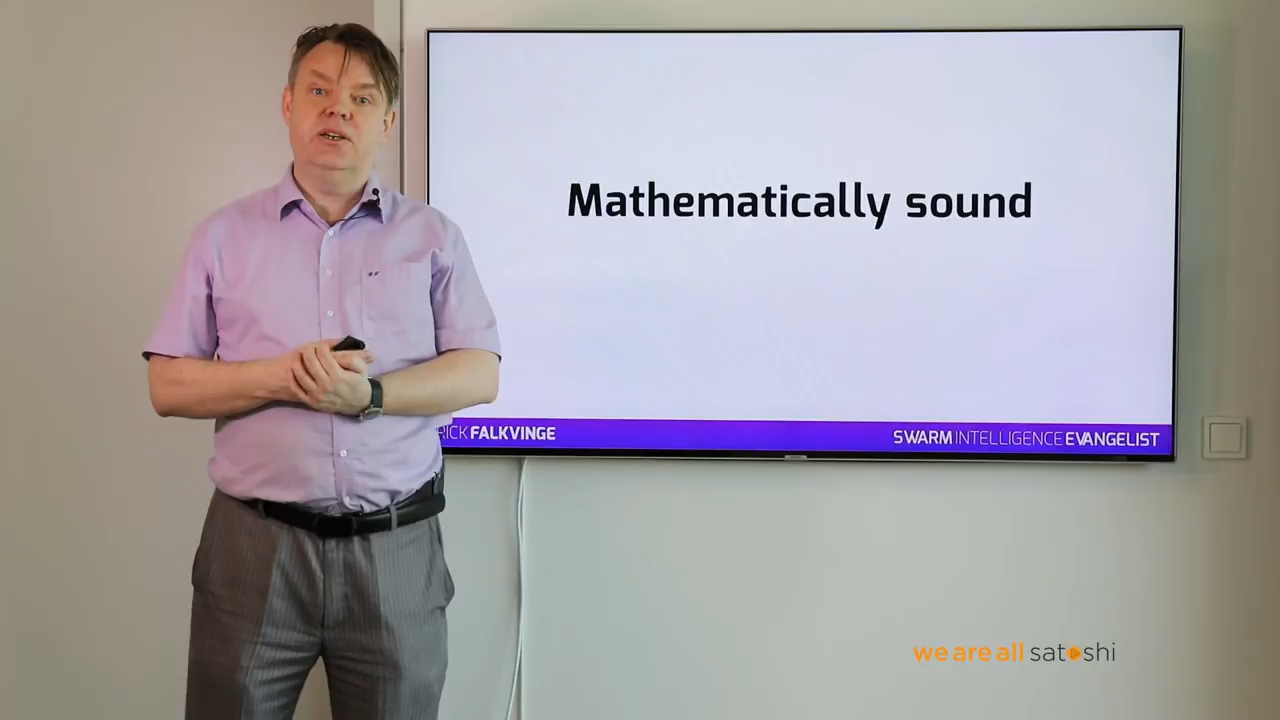 Mathematically sound
RICK FALKVINGE
SWARM INTELLIGENCE EVANGELIST
we are all satoshi